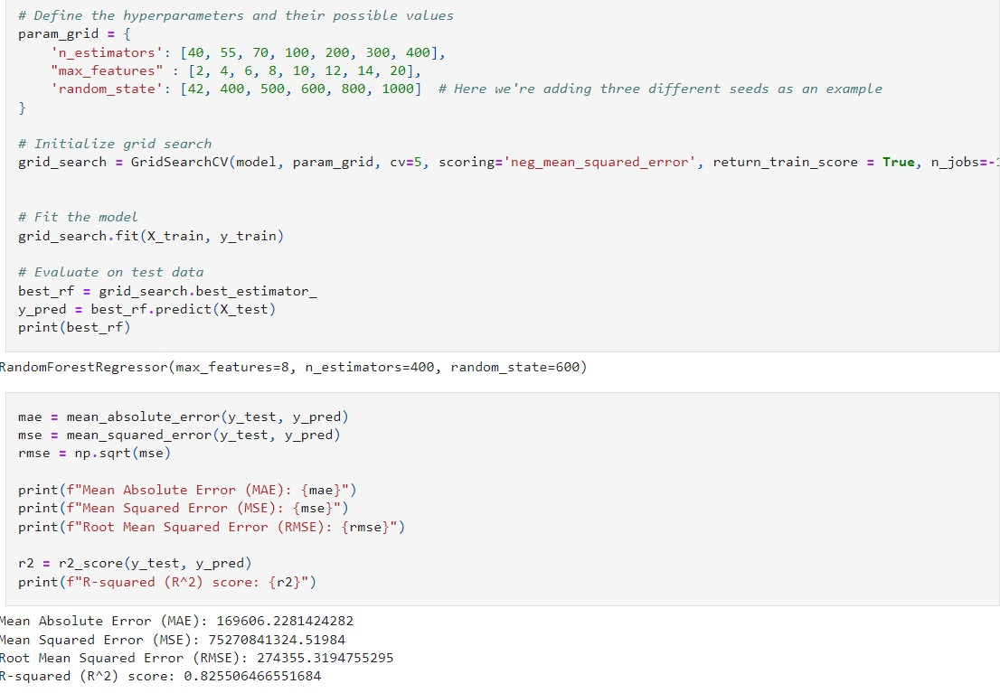 # Define the hyperparameters and their possible values
param_grid = {
    'n_estimators': [40, 55, 70, 100, 200, 300, 400],
    "max_features" : [2, 4, 6, 8, 10, 12, 14, 20],
    'random_state': [42, 400, 500, 600, 800, 1000]  # Here we're adding three different seeds as an example
}
# Initialize grid search
grid_search = GridSearchCV(model, param_grid, cv=5, scoring='neg_mean_squared_error', return_train_score = True, n_jobs=-
# Fit the model
grid_search.fit(X_train, y_train)
# Evaluate on test data
best_rf = grid_search.best_estimator_
y_pred = best_rf.predict(X_test)
print(best_rf)
RandomForestRegressor(max_features=8, n_estimators=400, random_state=600)
mae = mean_absolute_error(y_test, y_pred)
mse = mean_squared_error(y_test, y_pred)
rmse = np.sqrt(mse)
print(f"Mean Absolute Error (MAE): {mae}")
print(f"Mean Squared Error (MSE): {mse}")
print(f"Root Mean Squared Error (RMSE): {rmse}")
r2 = r2_score(y_test, y_pred)
print(f"R-squared (R^2) score: {r2}")
Mean Absolute Error (MAE): 169606.2281424282
Mean Squared Error (MSE): 75270841324.51984
Root Mean Squared Error (RMSE): 274355.3194755295
R-squared (R^2) score: 0.825506466551684